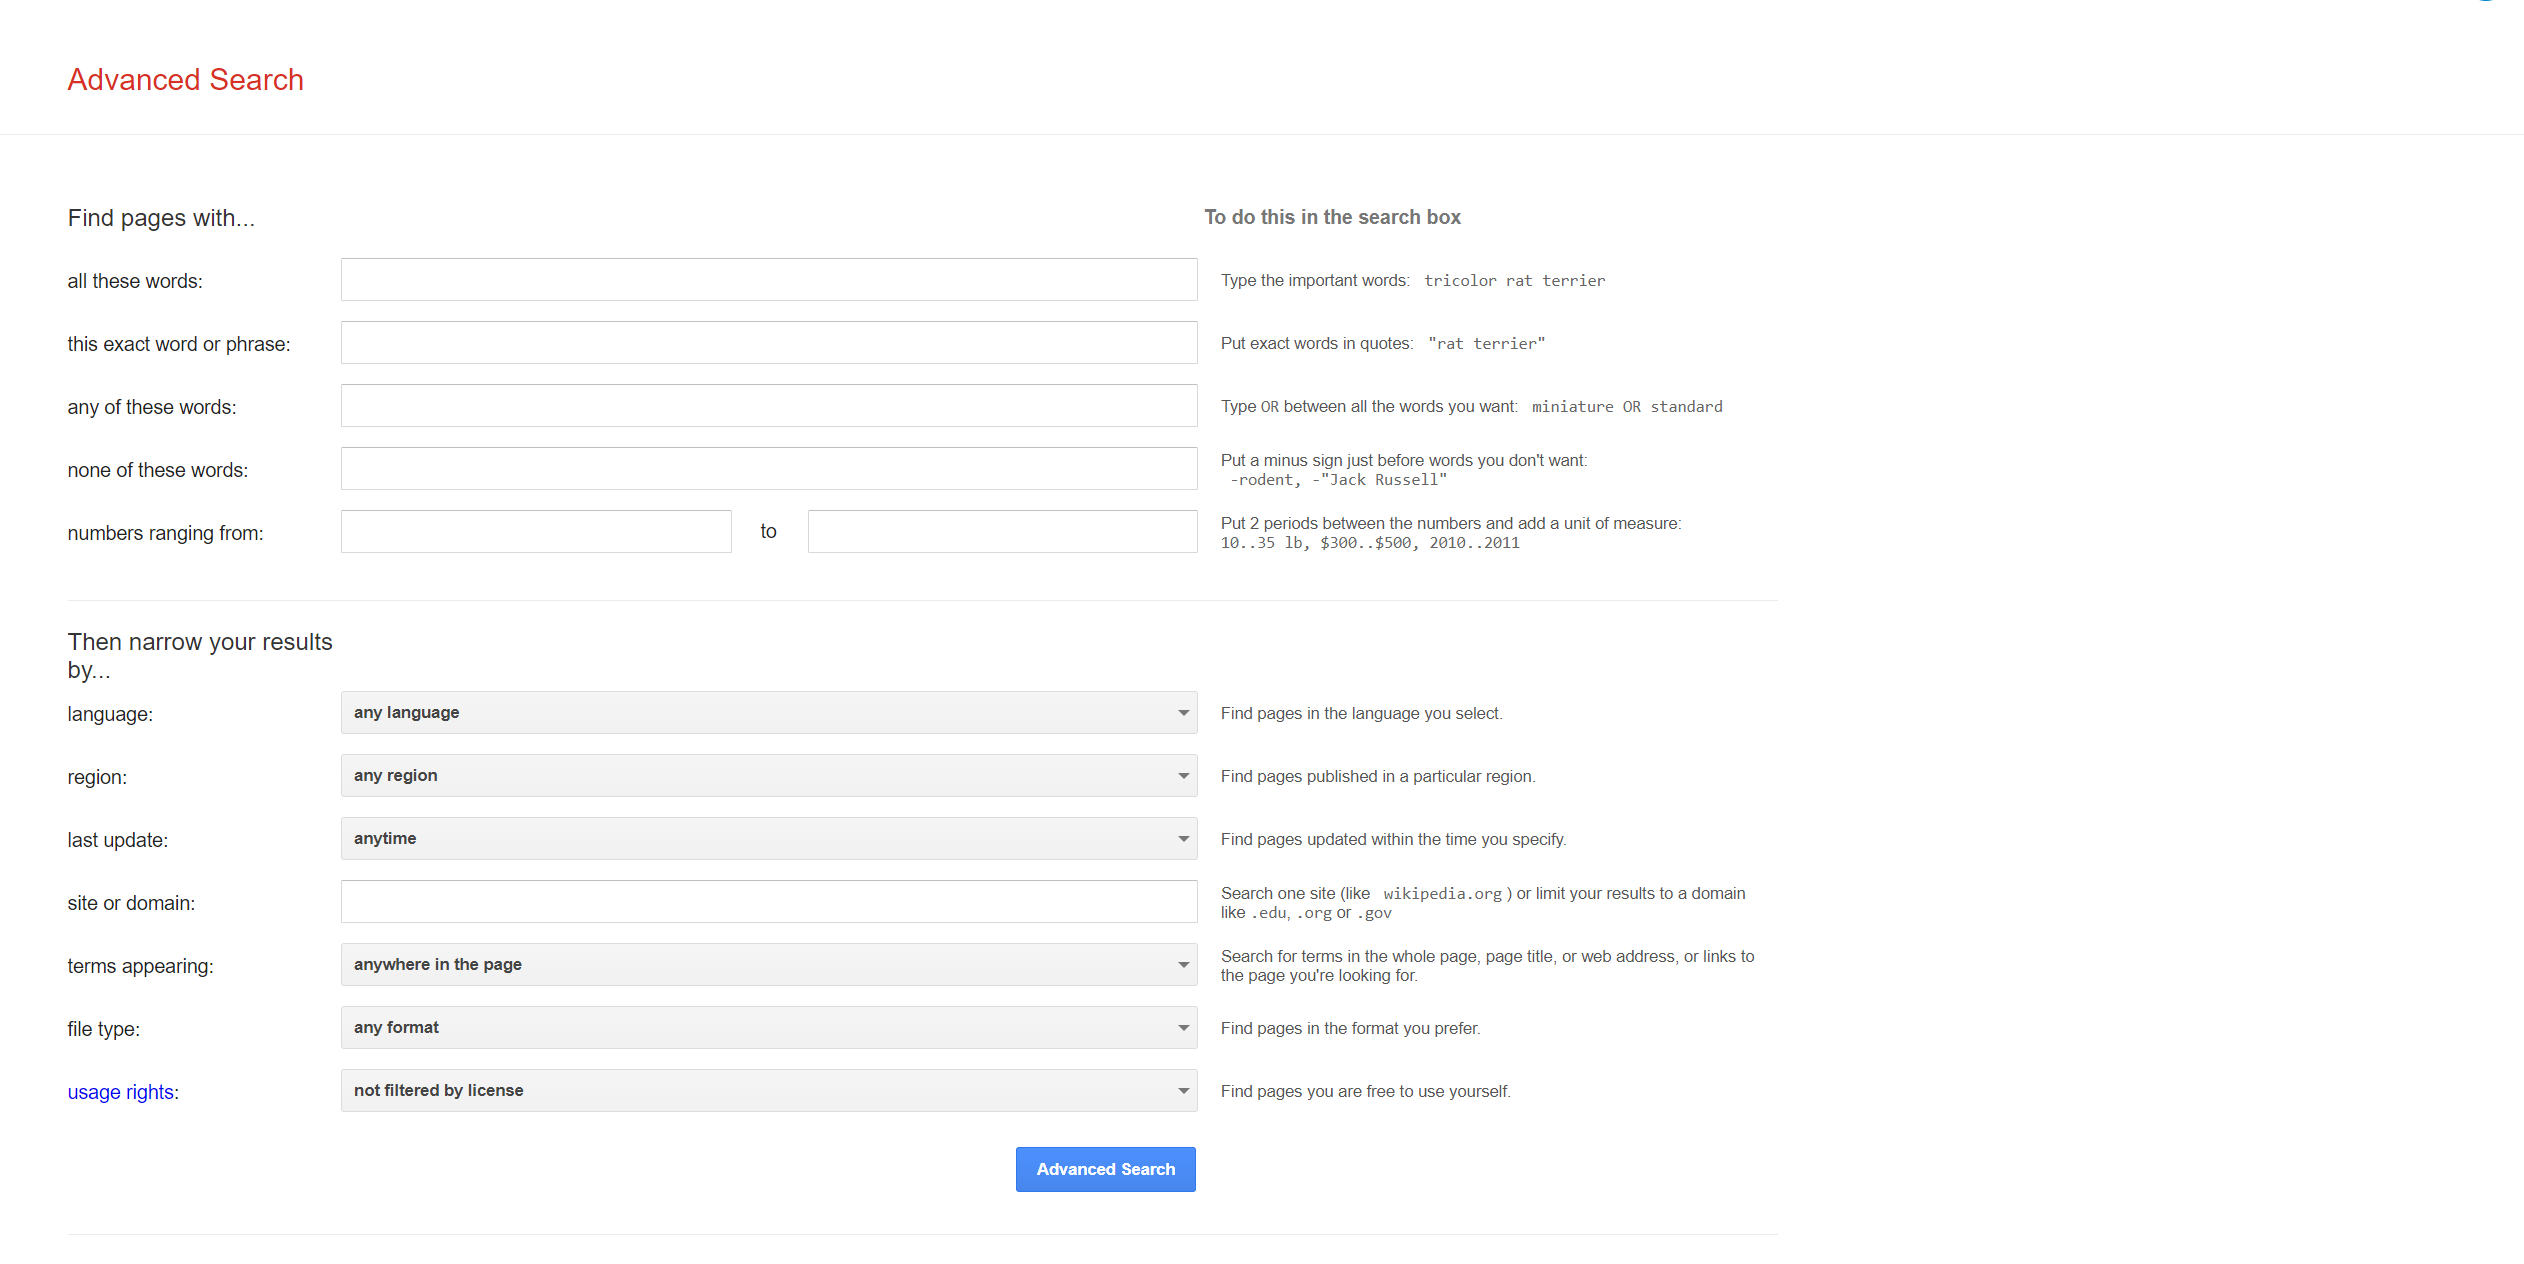 Advanced Search
Find pages with...
To do this in the search box
all these words:
Type the important words: tricolor rat terrier
this exact word or phrase:
Put exact words in quotes: "rat terrier"
any of these words:
Type OR between all the words you want: miniature OR standard
none of these words:
Put a minus sign just before words you don't want:
-rodent, -"Jack Russell"
numbers ranging from:
to
Put 2 periods between the numbers and add a unit of measure:
10..35 lb, $300..$500, 2010..2011
Then narrow your results
by...
language:
any language
Find pages in the language you select.
region:
any region
Find pages published in a particular region.
last update:
anytime
Find pages updated within the time you specify.
site or domain:
Search one site (like wikipedia.org ) or limit your results to a domain
like .edu, .org or .gov
terms appearing:
anywhere in the page
Search for terms in the whole page, page title, or web address, or links to
the page you're looking for.
file type:
any format
Find pages in the format you prefer.
usage rights:
not filtered by license
Find pages you are free to use yourself.
Advanced Search